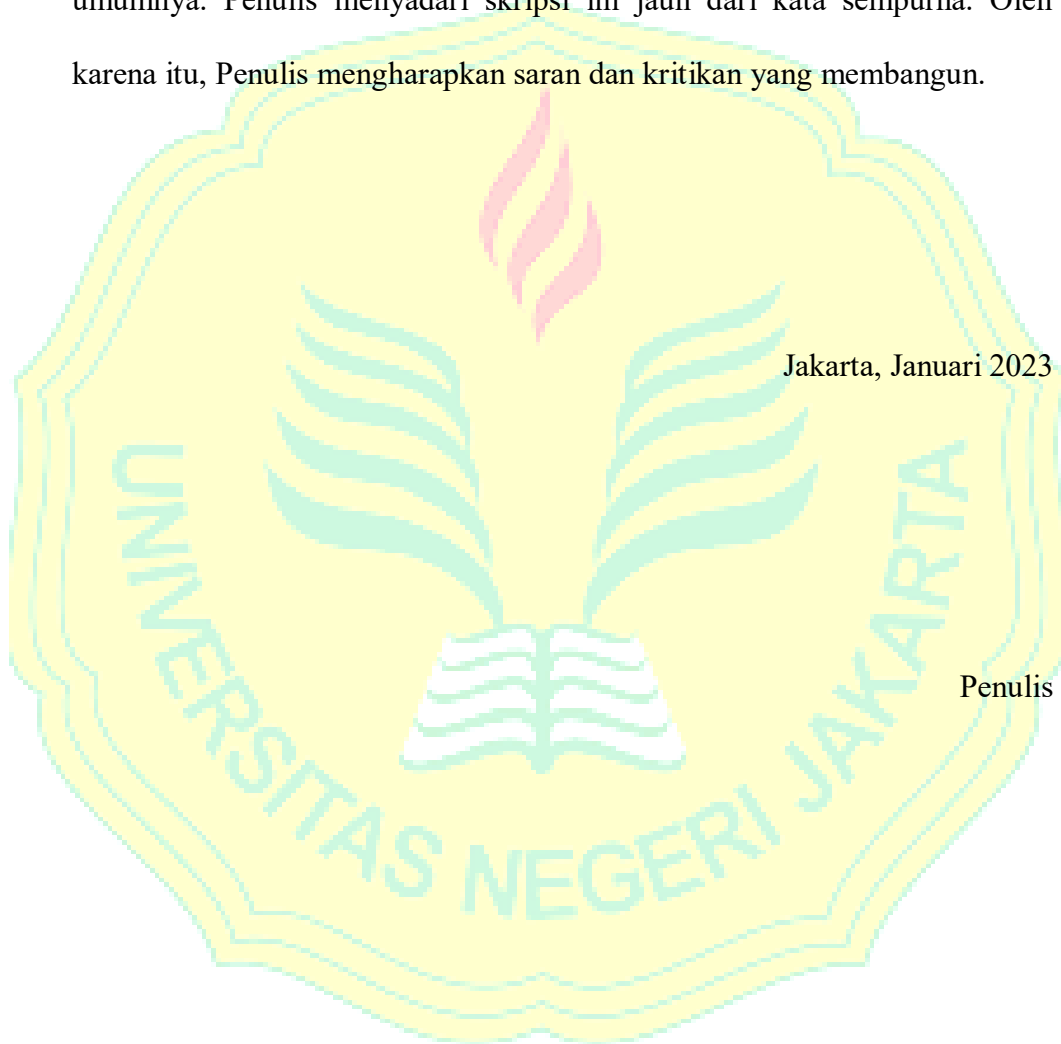 umumnya. Penulis menyadari skripsi ini jauh dari kata sempurna. Oleh
karena itu, Penulis mengharapkan saran dan kritikan yang membangun.
Jakarta, Januari 2023
Penulis
UNIVERSITAS NEGERI JAKARTA